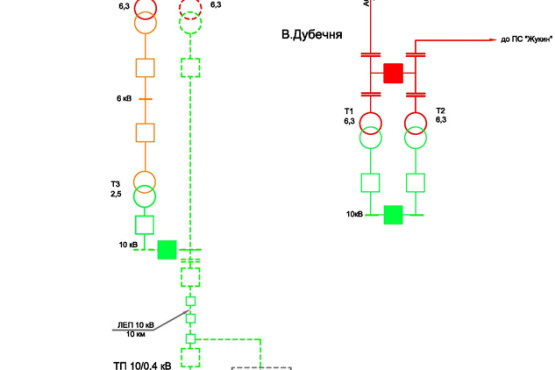 6,3
6,3
В.Дубечня
до ПС "Жукин"
6 кВ
Т1
6,3
Т2
6,3
Т3
2,5
10кВ
10 кВ
ЛЕП 10 кВ
10 км
ТП 10/0.4 кВ